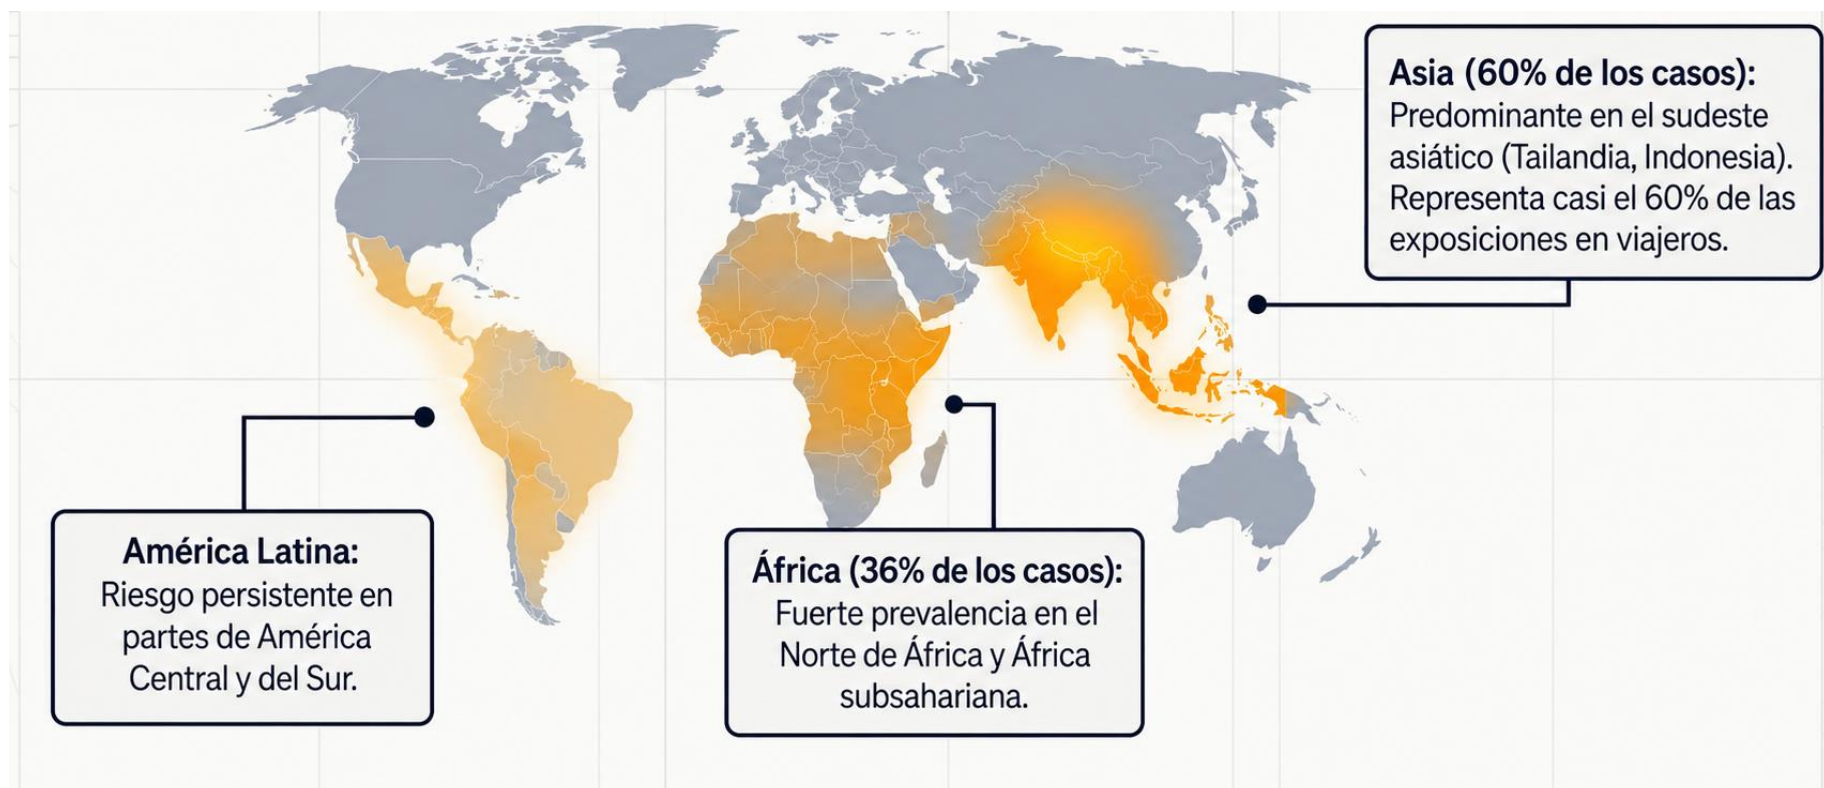 Asia (60% de los casos):
Predominante en el sudeste
asiático (Tailandia, Indonesia).
Representa casi el 60% de las
exposiciones en viajeros.
América Latina:
Riesgo persistente en
partes de América
Central y del Sur.
África (36% de los casos):
Fuerte prevalencia en el
Norte de África y África
subsahariana.